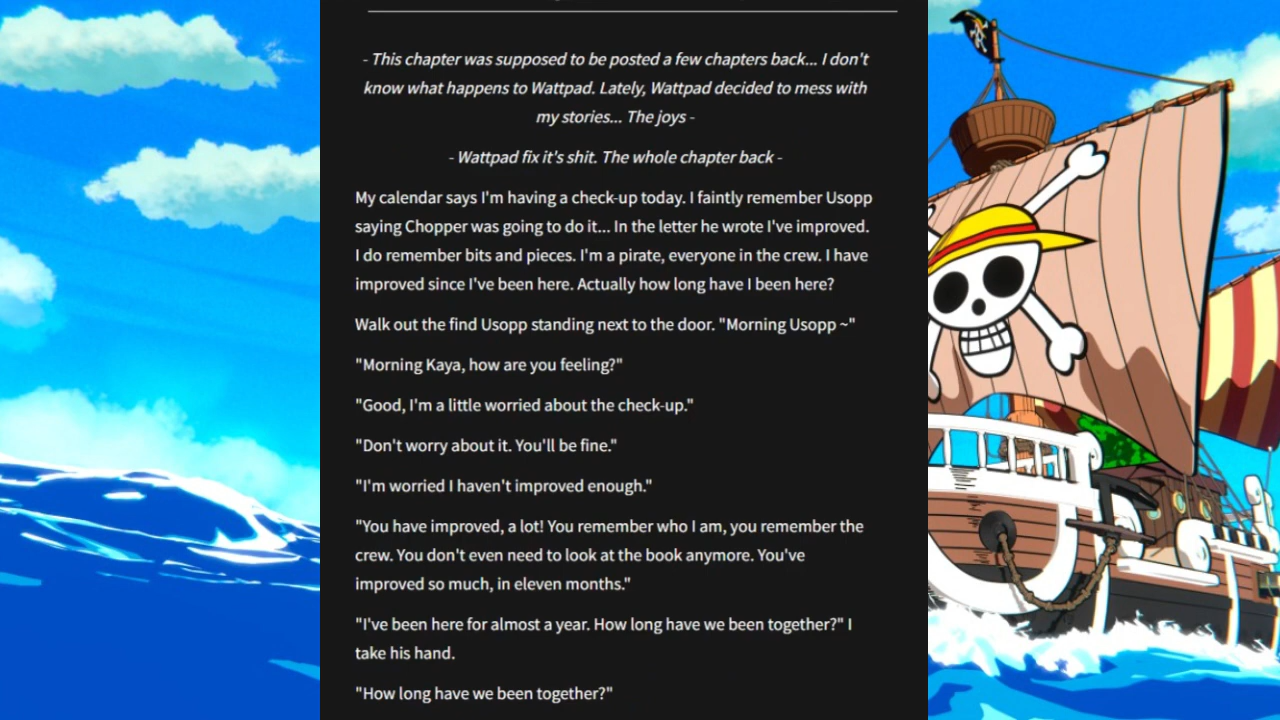 - This chapter was supposed to be posted a few chapters back... I don't
know what happens to Wattpad. Lately, Wattpad decided to mess with
my stories... The joys -
- Wattpad fix it's shit. The whole chapter back -
My calendar says I'm having a check-up today. I faintly remember Usopp
saying Chopper was going to do it... In the letter he wrote I've improved.
I do remember bits and pieces. I'm a pirate, everyone in the crew. I have
improved since I've been here. Actually how long have I been here?
Walk out the find Usopp standing next to the door. "Morning Usopp ~"
"Morning Kaya, how are you feeling?"
"Good, I'm a little worried about the check-up."
"Don't worry about it. You'll be fine."
"I'm worried I haven't improved enough."
"You have improved, a lot! You remember who I am, you remember the
crew. You don't even need to look at the book anymore. You've
improved so much, in eleven months."
"I've been here for almost a year. How long have we been together?" I
take his hand.
"How long have we been together?"